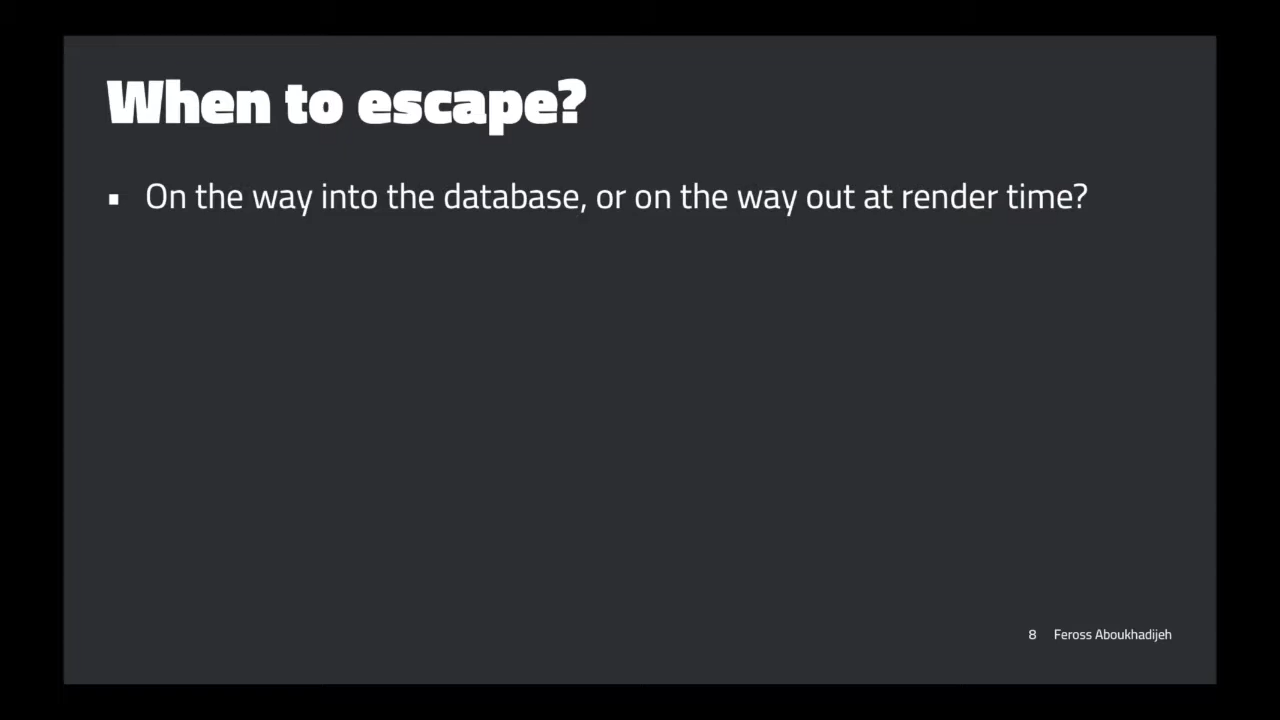 When to escape?
▪ On the way into the database, or on the way out at render time?
8 Feross Aboukhadijeh